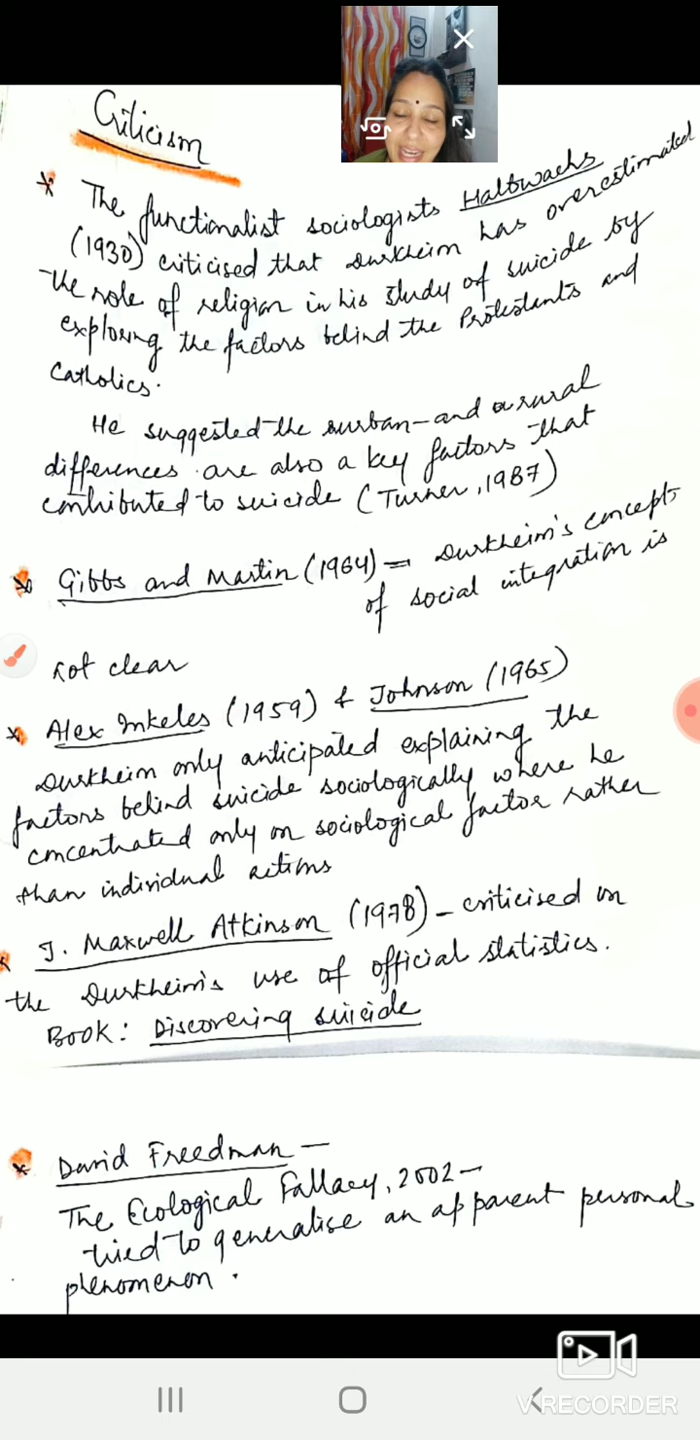 Criticism
* The functionalist sociologists Halbwachs
(1930) criticised that Durkheim has overestimated
the role of religion in his study of suicide by
exploring the factors behind the Protestants and
Catholics.
He suggested the urban-and a rural
differences are also a key factors that
contributed to suicide (Turner, 1987)
* Gibbs and Martin (1964) - Durkheim's concept
of social integration is
not clear
* Alex Inkeles (1959) & Johnson (1965)
Durkheim only anticipated explaining the
factors behind suicide sociologically where he
concentrated only on sociological factor rather
than individual actions
* J. Maxwell Atkinson (1978) - criticised on
the Durkheim's use of official statistics.
Book: Discovering suicide
* David Freedman -
The Ecological Fallacy, 2002 -
tried to generalise an apparent personal
phenomenon.
V RECORDER